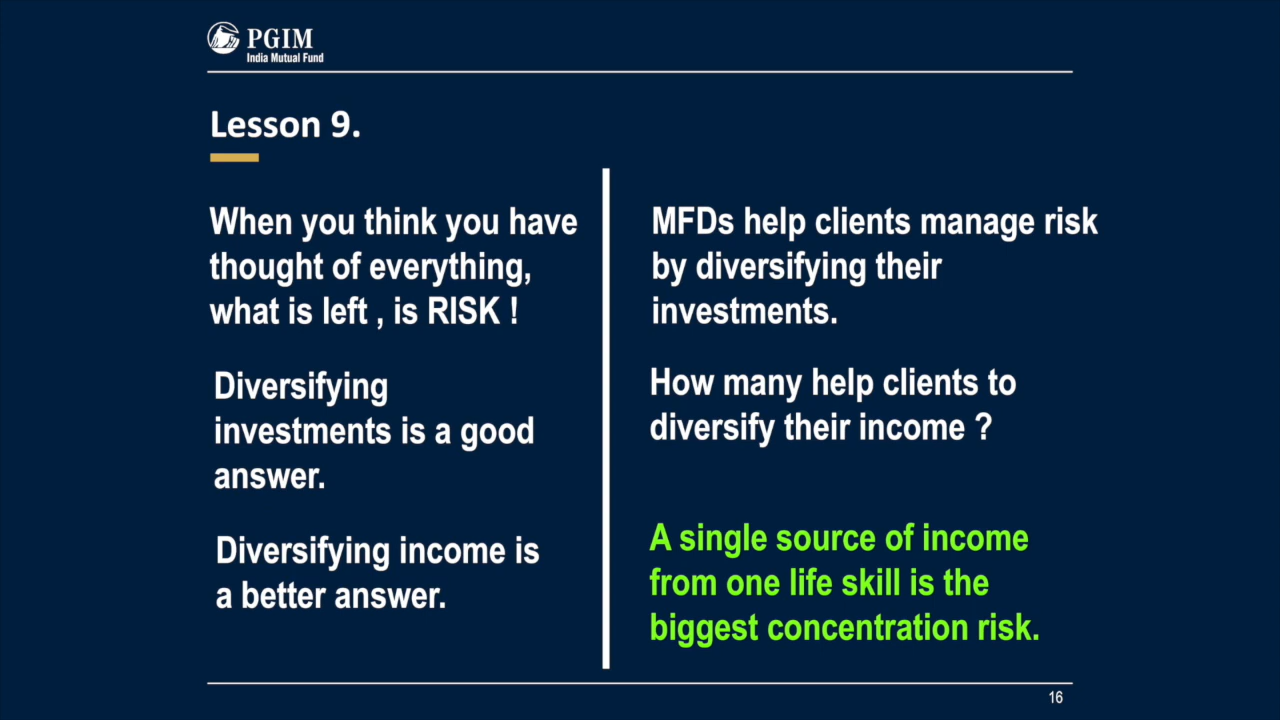 PGIM
India Mutual Fund
Lesson 9.
When you think you have
thought of everything,
what is left , is RISK !
Diversifying
investments is a good
answer.
Diversifying income is
a better answer.
MFDs help clients manage risk
by diversifying their
investments.
How many help clients to
diversify their income ?
A single source of income
from one life skill is the
biggest concentration risk.
16